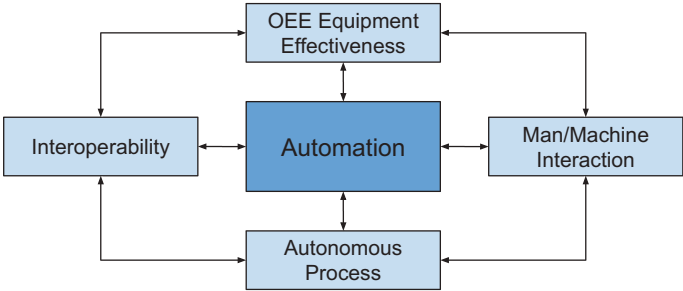 OEE Equipment
Effectiveness
Interoperability
Automation
Man/Machine
Interaction
Autonomous
Process